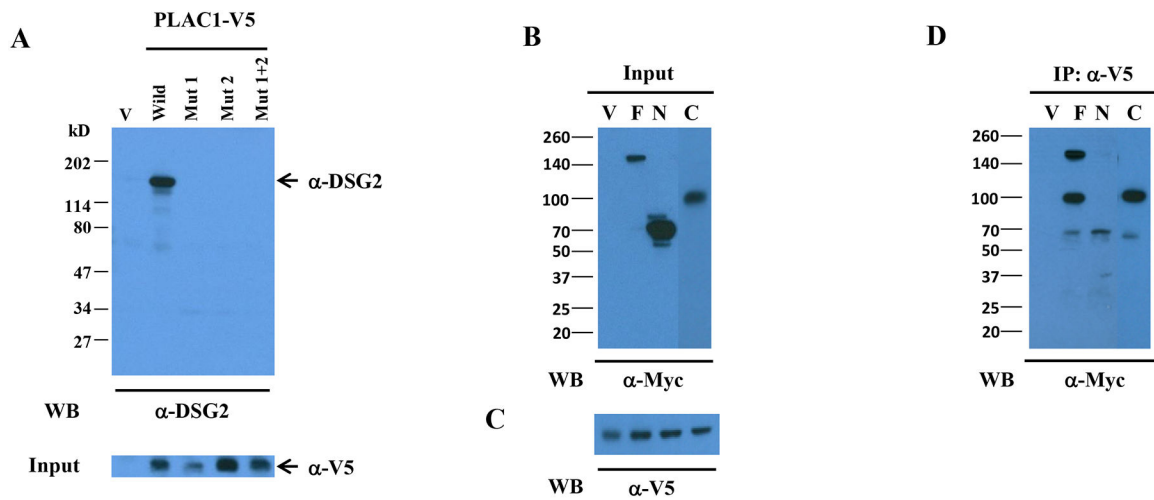 A
PLAC1-V5
V
Wild
Mut 1
Mut 2
Mut 1+2
kD
202
114
80
47
34
27
α-DSG2
WB
α-DSG2
Input
α-V5
B
Input
V F N C
260
140
100
70
50
37
25
20
WB
α-Myc
C
WB
α-V5
D
IP: α-V5
V F N C
260
140
100
70
50
37
25
20
WB
α-Myc